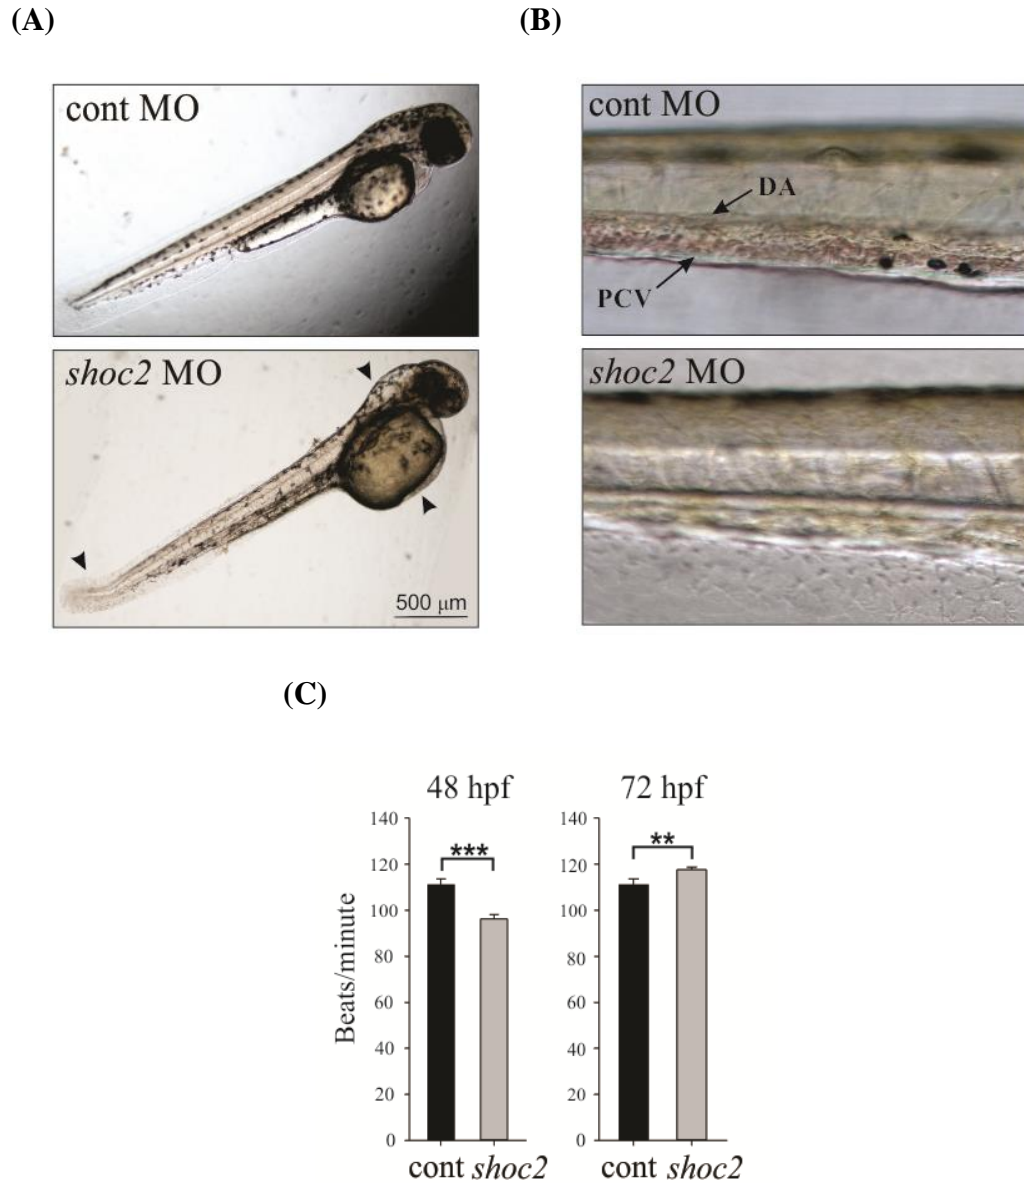 (A)
(B)
cont MO
shoc2 MO
500 μm
cont MO
DA
PCV
shoc2 MO
(C)
48 hpf
72 hpf
Beats/minute
140
120
100
80
60
40
20
0
***
cont shoc2
140
120
100
80
60
40
20
0
**
cont shoc2